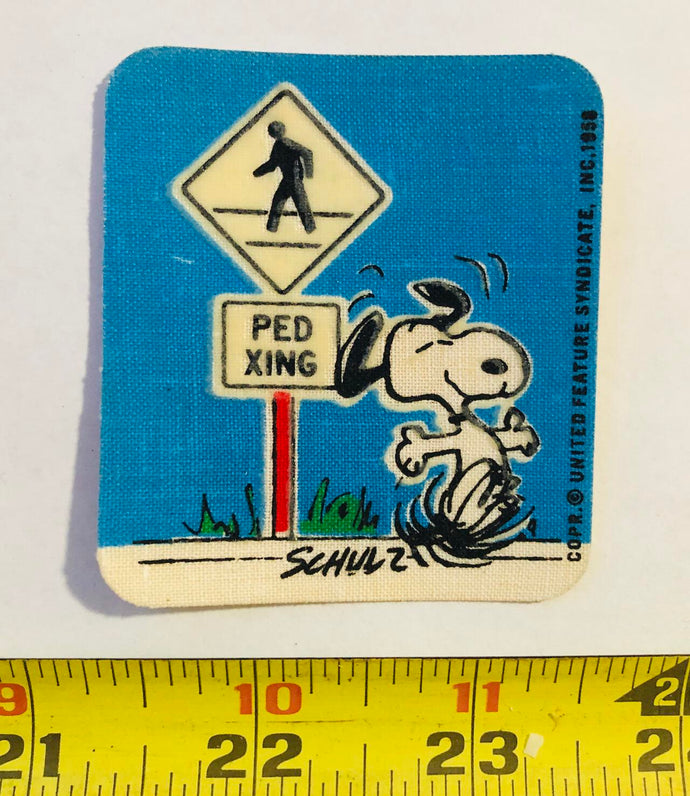 PED
XING
SCHULZ
COPR. © UNITED FEATURE SYNDICATE, INC. 1958
9 10 11 2
21 22 23 2